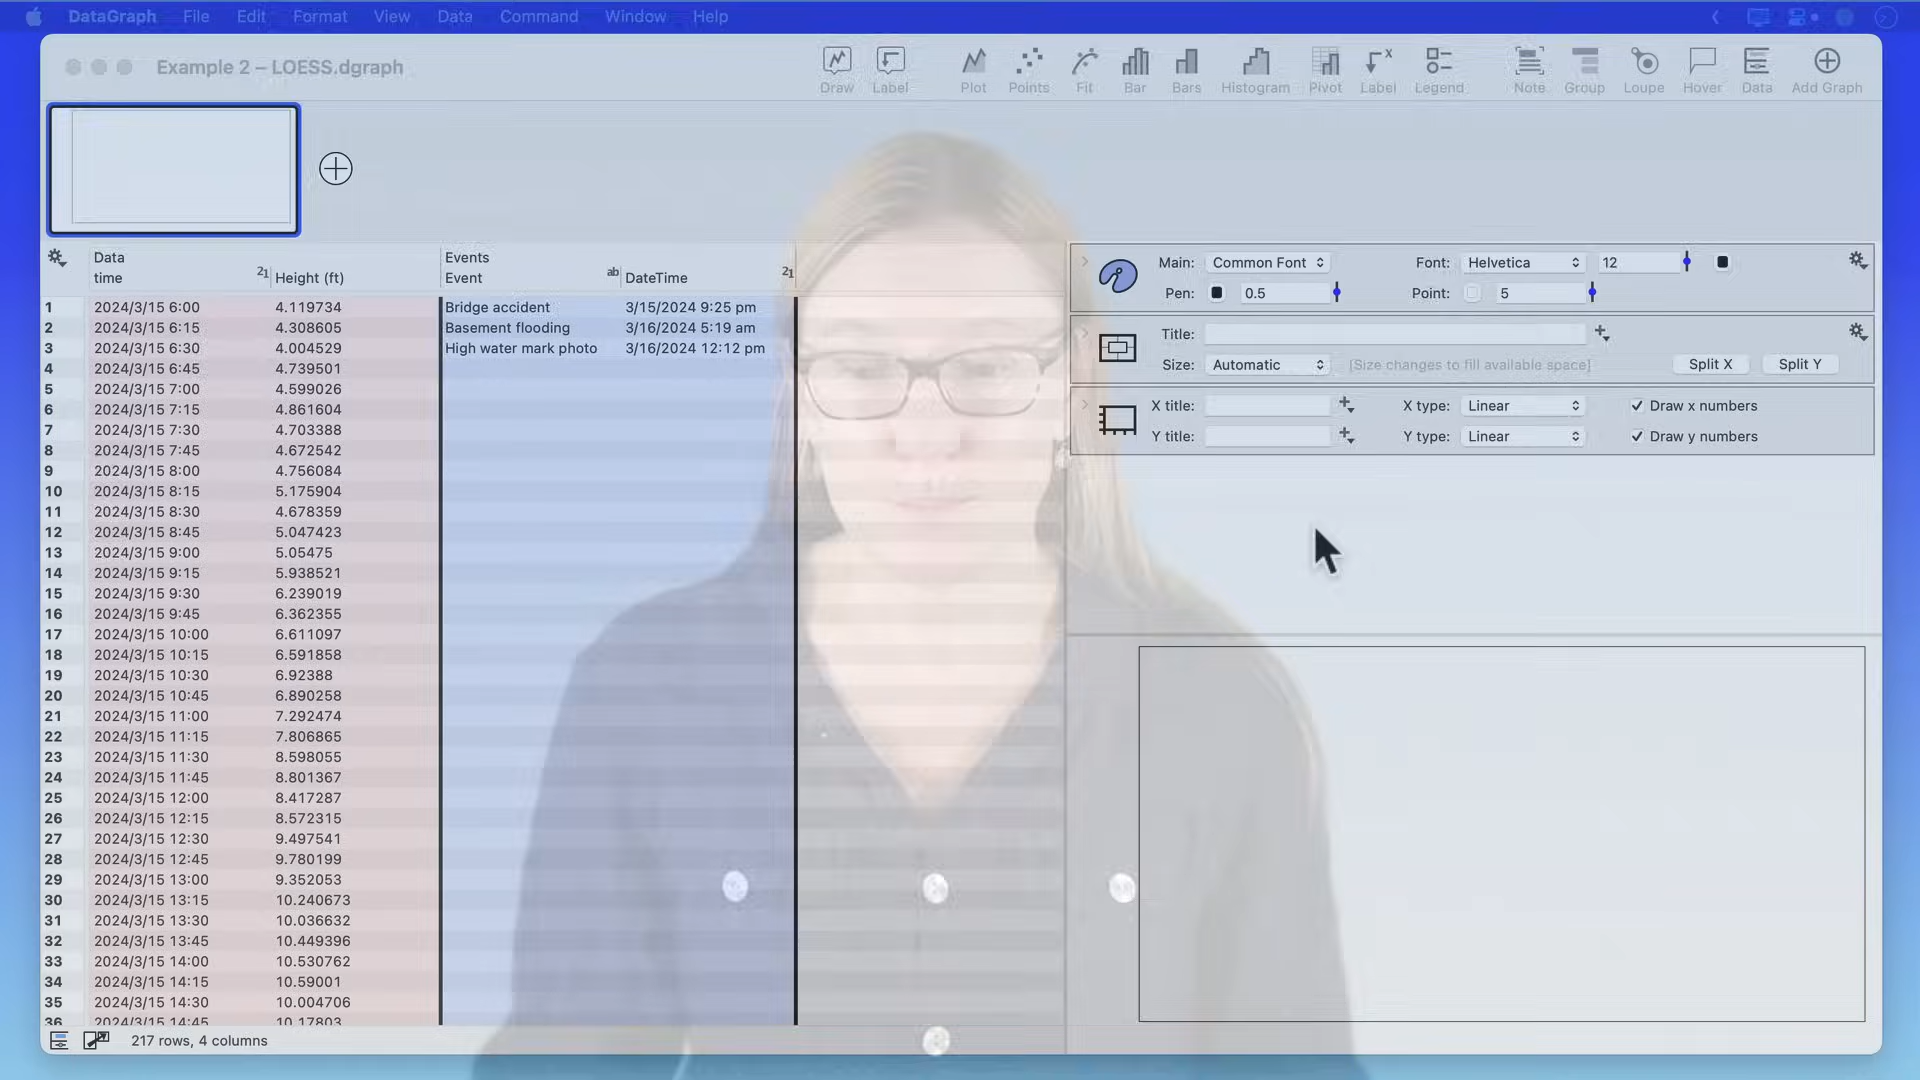 DataGraph File Edit Format View Data Command Window Help
Example 2 – LOESS.dgraph
Draw Label Plot Points Fit Bar Bars Histogram Pivot Label Legend Note Group Loupe Hover Data Add Graph
Data Events
time 21 Height (ft) Event ab DateTime 21
1 2024/3/15 6:00 4.119734 Bridge accident 3/15/2024 9:25 pm
2 2024/3/15 6:15 4.308605 Basement flooding 3/16/2024 5:19 am
3 2024/3/15 6:30 4.004529 High water mark photo 3/16/2024 12:12 pm
4 2024/3/15 6:45 4.739501
5 2024/3/15 7:00 4.599026
6 2024/3/15 7:15 4.861604
7 2024/3/15 7:30 4.703388
8 2024/3/15 7:45 4.672542
9 2024/3/15 8:00 4.756084
10 2024/3/15 8:15 5.175904
11 2024/3/15 8:30 4.678359
12 2024/3/15 8:45 5.047423
13 2024/3/15 9:00 5.05475
14 2024/3/15 9:15 5.938521
15 2024/3/15 9:30 6.239019
16 2024/3/15 9:45 6.362355
17 2024/3/15 10:00 6.611097
18 2024/3/15 10:15 6.591858
19 2024/3/15 10:30 6.92388
20 2024/3/15 10:45 6.890258
21 2024/3/15 11:00 7.292474
22 2024/3/15 11:15 7.806865
23 2024/3/15 11:30 8.598055
24 2024/3/15 11:45 8.801367
25 2024/3/15 12:00 8.417287
26 2024/3/15 12:15 8.572315
27 2024/3/15 12:30 9.497541
28 2024/3/15 12:45 9.780199
29 2024/3/15 13:00 9.352053
30 2024/3/15 13:15 10.240673
31 2024/3/15 13:30 10.036632
32 2024/3/15 13:45 10.449396
33 2024/3/15 14:00 10.530762
34 2024/3/15 14:15 10.59001
35 2024/3/15 14:30 10.004706
36 2024/3/15 14:45 10.17803
217 rows, 4 columns
Main: Common Font Font: Helvetica 12
Pen: 0.5 Point: 5
Title:
Size: Automatic [Size changes to fill available space] Split X Split Y
X title: X type: Linear Draw x numbers
Y title: Y type: Linear Draw y numbers